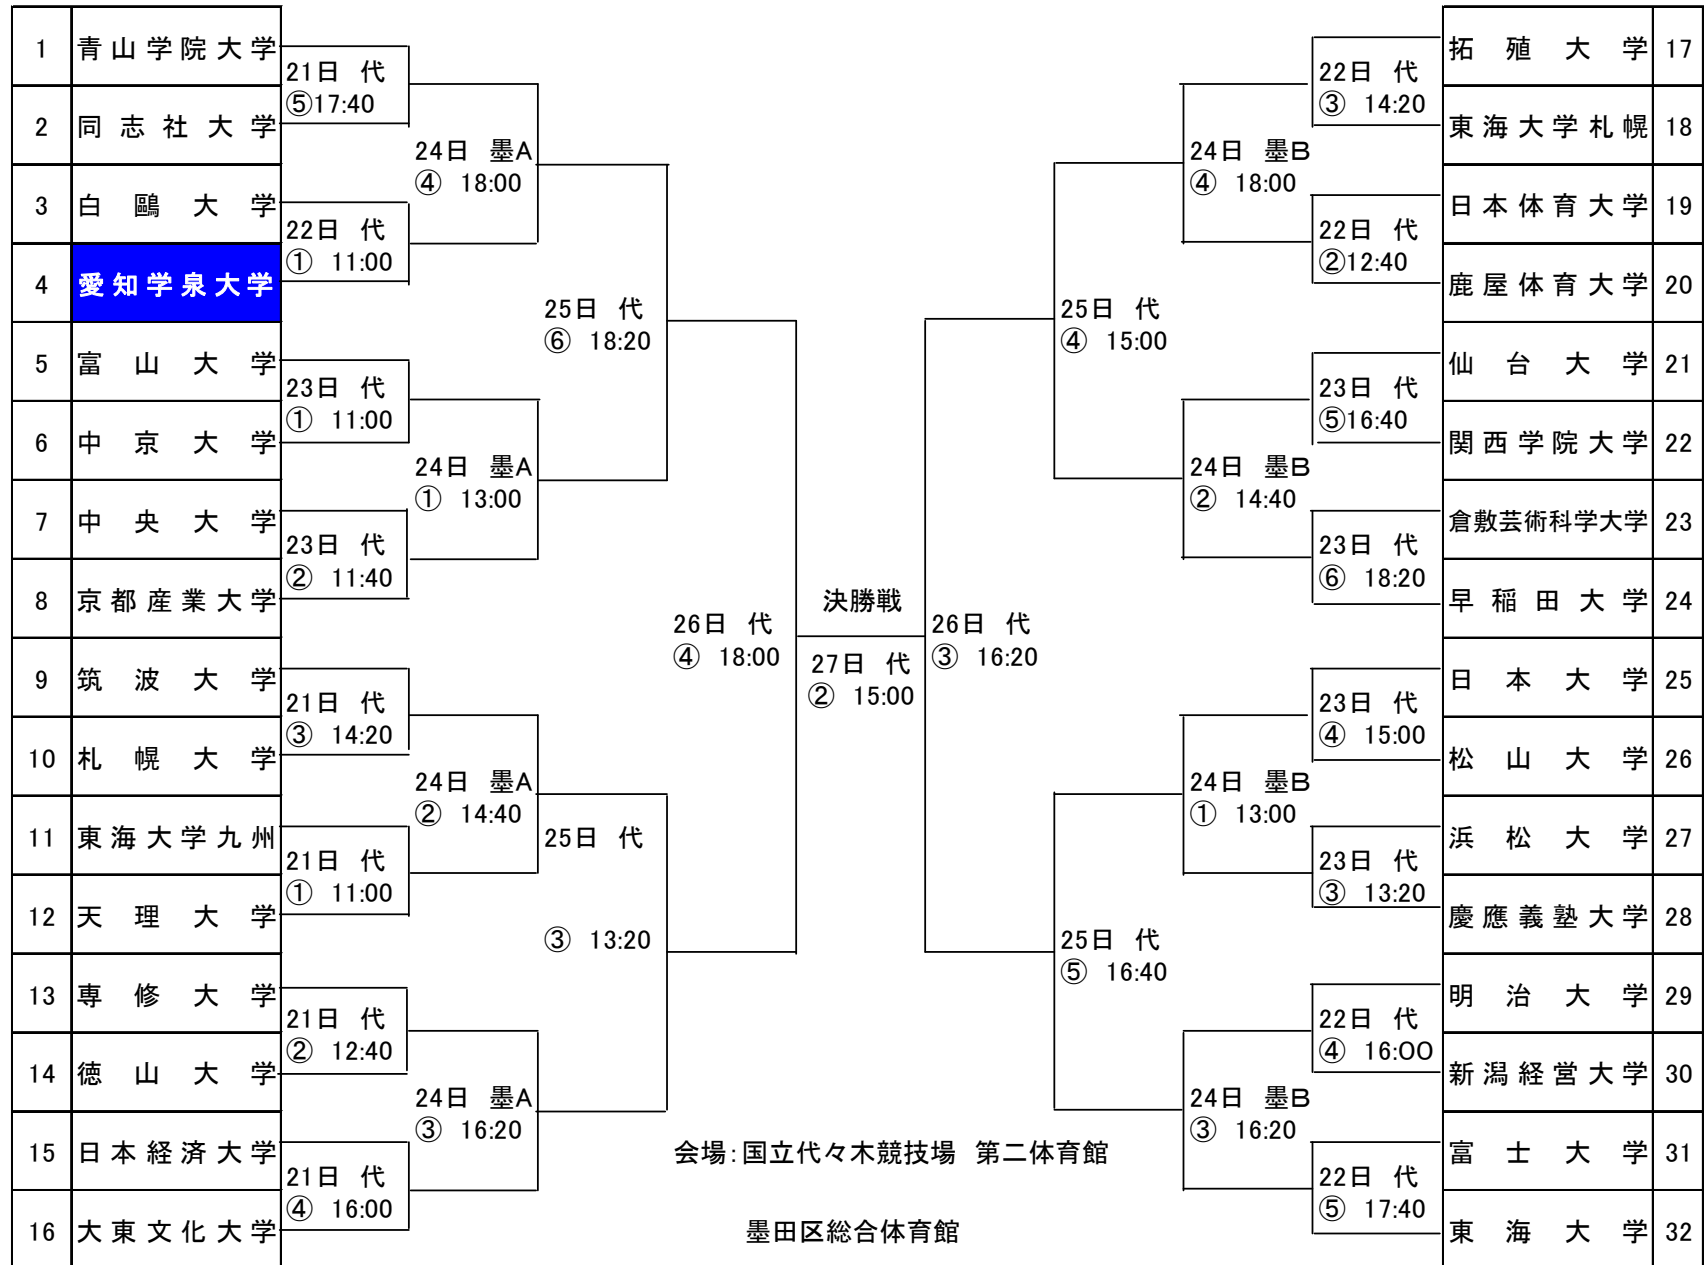 1 青山学院大学
21日 代
⑤17:40
2 同志社大学
24日 墨A
④ 18:00
3 白鷗大学
22日 代
① 11:00
4 愛知学泉大学
25日 代
⑥ 18:20
5 富山大学
23日 代
① 11:00
6 中京大学
24日 墨A
① 13:00
7 中央大学
23日 代
② 11:40
8 京都産業大学
26日 代
④ 18:00
9 筑波大学
21日 代
③ 14:20
10 札幌大学
24日 墨A
② 14:40
11 東海大学九州
21日 代
① 11:00
25日 代
③ 13:20
12 天理大学
13 専修大学
21日 代
② 12:40
14 徳山大学
24日 墨A
③ 16:20
15 日本経済大学
21日 代
④ 16:00
16 大東文化大学
決勝戦
27日 代
② 15:00
会場:国立代々木競技場 第二体育館
墨田区総合体育館
拓殖大学 17
22日 代
③ 14:20
東海大学札幌 18
24日 墨B
④ 18:00
日本体育大学 19
22日 代
②12:40
鹿屋体育大学 20
25日 代
④ 15:00
仙台大学 21
23日 代
⑤16:40
関西学院大学 22
24日 墨B
② 14:40
倉敷芸術科学大学 23
23日 代
⑥ 18:20
早稲田大学 24
26日 代
③ 16:20
日本大学 25
23日 代
④ 15:00
松山大学 26
24日 墨B
① 13:00
浜松大学 27
23日 代
③ 13:20
慶應義塾大学 28
25日 代
⑤ 16:40
明治大学 29
22日 代
④ 16:OO
新潟経営大学 30
24日 墨B
③ 16:20
富士大学 31
22日 代
⑤ 17:40
東海大学 32